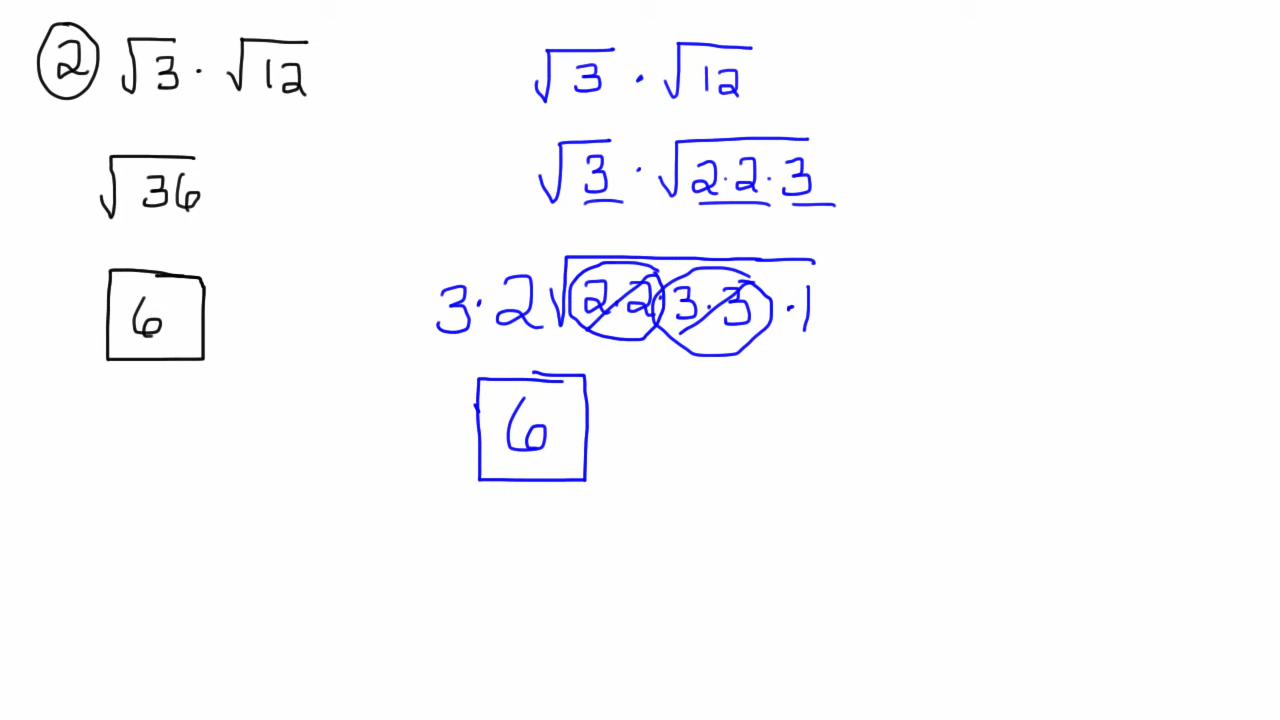 ② √3 · √12
√36
6
√3 · √12
√3 · √2·2·3
3·2√2·2·3·3·1
6